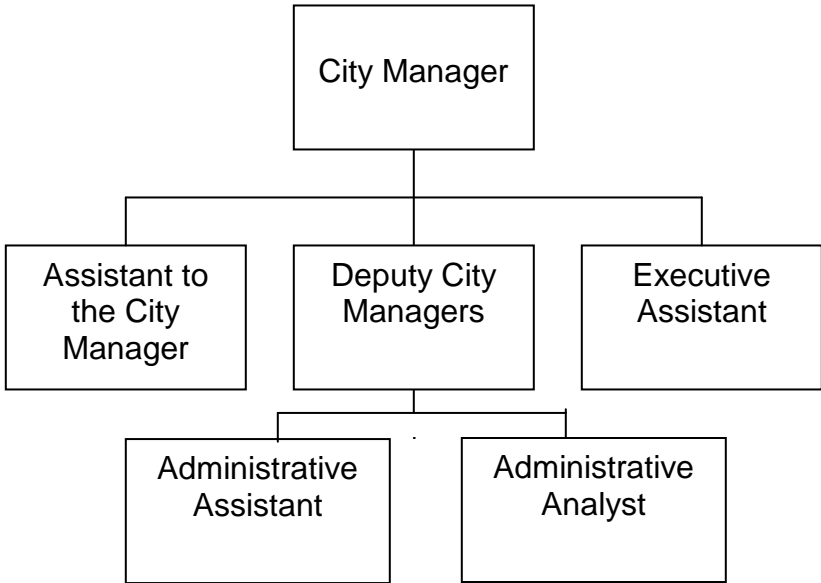 City Manager
Assistant to
the City
Manager
Deputy City
Managers
Executive
Assistant
Administrative
Assistant
Administrative
Analyst